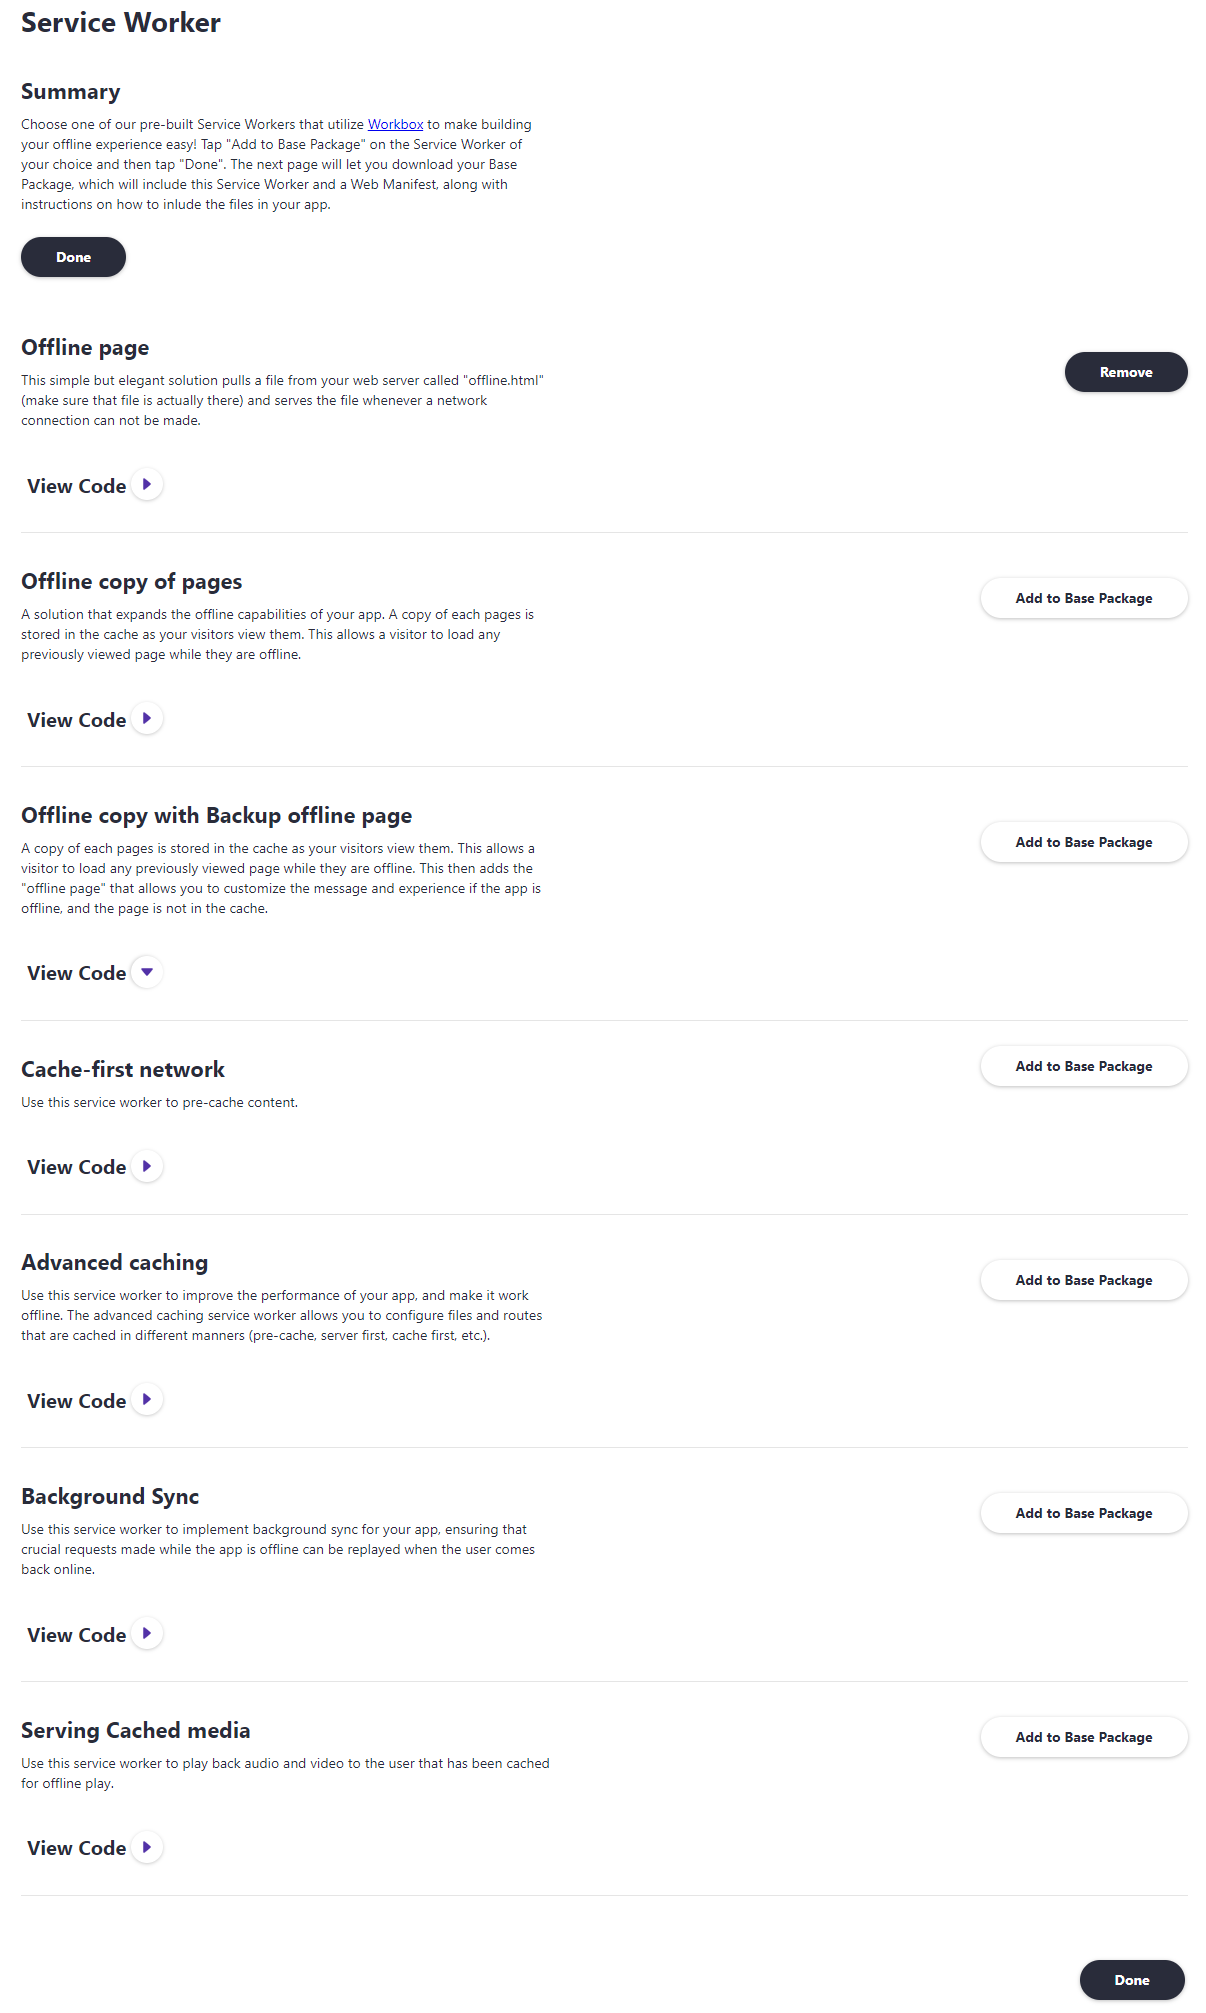 Service Worker
Summary
Choose one of our pre-built Service Workers that utilize Workbox to make building
your offline experience easy! Tap "Add to Base Package" on the Service Worker of
your choice and then tap "Done". The next page will let you download your Base
Package, which will include this Service Worker and a Web Manifest, along with
instructions on how to inlude the files in your app.
Done
Offline page
This simple but elegant solution pulls a file from your web server called "offline.html"
(make sure that file is actually there) and serves the file whenever a network
connection can not be made.
Remove
View Code
Offline copy of pages
A solution that expands the offline capabilities of your app. A copy of each pages is
stored in the cache as your visitors view them. This allows a visitor to load any
previously viewed page while they are offline.
Add to Base Package
View Code
Offline copy with Backup offline page
A copy of each pages is stored in the cache as your visitors view them. This allows a
visitor to load any previously viewed page while they are offline. This then adds the
"offline page" that allows you to customize the message and experience if the app is
offline, and the page is not in the cache.
Add to Base Package
View Code
Cache-first network
Use this service worker to pre-cache content.
Add to Base Package
View Code
Advanced caching
Use this service worker to improve the performance of your app, and make it work
offline. The advanced caching service worker allows you to configure files and routes
that are cached in different manners (pre-cache, server first, cache first, etc.).
Add to Base Package
View Code
Background Sync
Use this service worker to implement background sync for your app, ensuring that
crucial requests made while the app is offline can be replayed when the user comes
back online.
Add to Base Package
View Code
Serving Cached media
Use this service worker to play back audio and video to the user that has been cached
for offline play.
Add to Base Package
View Code
Done